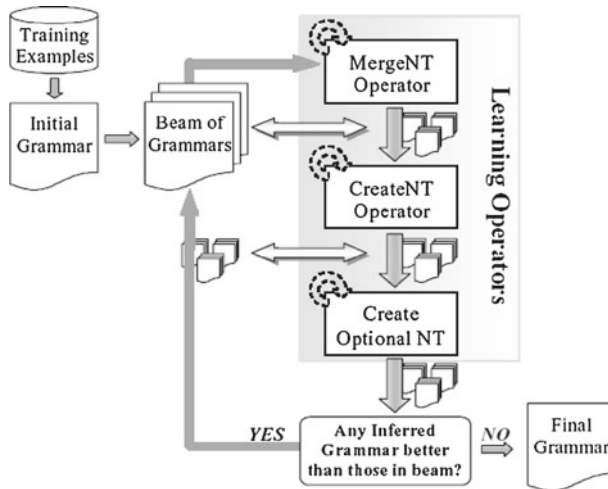 Training
Examples
Initial
Grammar
Beam of
Grammars
MergeNT
Operator
CreateNT
Operator
Create
Optional NT
Learning Operators
YES
Any Inferred
Grammar better
than those in beam?
NO
Final
Grammar